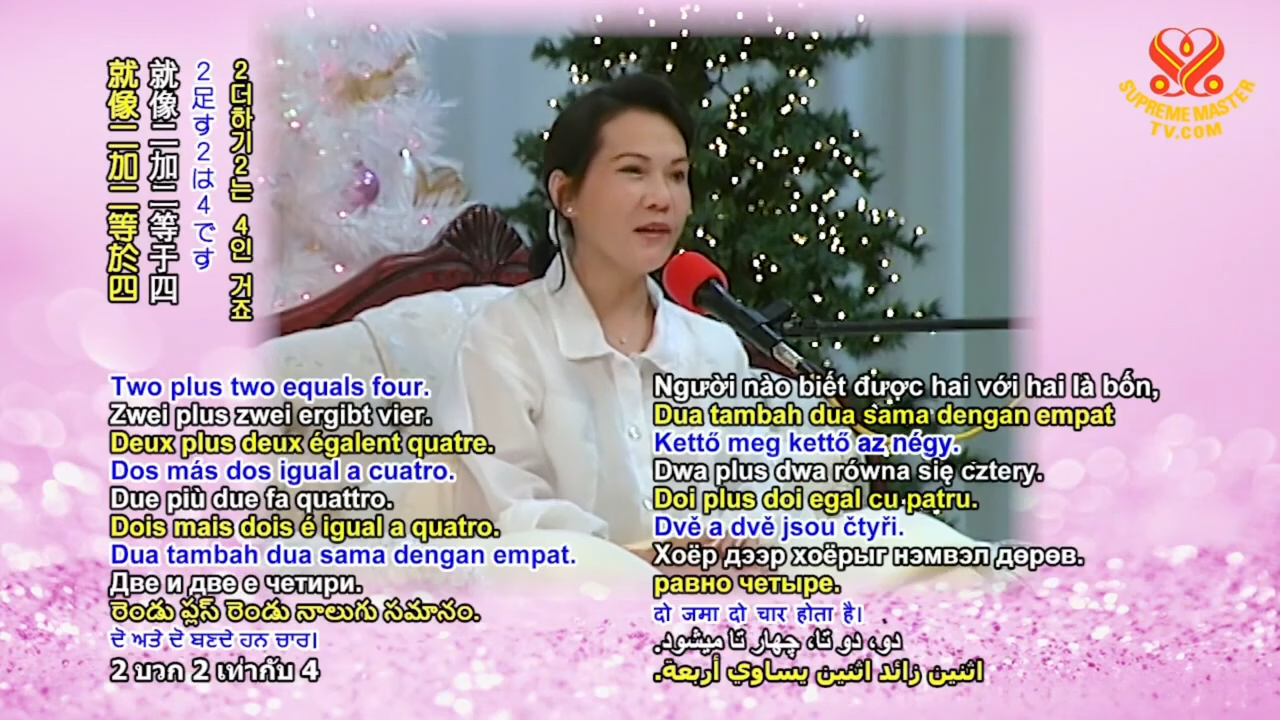 就像二加二等於四
就像二加二等于四
2足す2は4です
2더하기2는 4인 거죠
SUPREME MASTER
TV.COM
Two plus two equals four.
Zwei plus zwei ergibt vier.
Deux plus deux égalent quatre.
Dos más dos igual a cuatro.
Due più due fa quattro.
Dois mais dois é igual a quatro.
Dua tambah dua sama dengan empat.
Две и две е четири.
రెండు ప్లస్ రెండు నాలుగు సమానం.
ਦੋ ਅਤੇ ਦੋ ਬਣਦੇ ਹਨ ਚਾਰ।
2 บวก 2 เท่ากับ 4
Người nào biết được hai với hai là bốn,
Dua tambah dua sama dengan empat
Kettő meg kettő az négy.
Dwa plus dwa równa się cztery.
Doi plus doi egal cu patru.
Dvě a dvě jsou čtyři.
Хоёр дээр хоёрыг нэмвэл дөрөв.
равно четыре.
दो जमा दो चार होता है।
دو، دو تا، چهار تا میشود.
اثنين زائد اثنين يساوي أربعة.